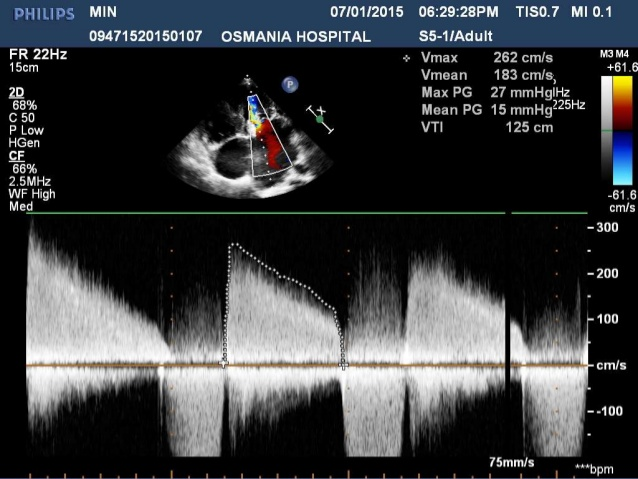 PHILIPS MIN 07/01/2015 06:29:28PM TIS0.7 MI 0.1
09471520150107 OSMANIA HOSPITAL S5-1/Adult
FR 22Hz
15cm
2D
68%
C 50
P Low
HGen
CF
66%
2.5MHz
WF High
Med
P
Vmax 262 cm/s
Vmean 183 cm/s
Max PG 27 mmHg
Mean PG 15 mmHg
VTI 125 cm
Hz
225Hz
M3 M4
+61.6
-61.6
cm/s
300
200
100
cm/s
-100
75mm/s
***bpm